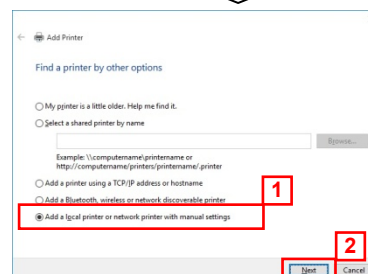 Add Printer
Find a printer by other options
My printer is a little older. Help me find it.
Select a shared printer by name
Browse...
Example: \\computername\printername or
http://computername/printers/printername/.printer
Add a printer using a TCP/IP address or hostname
1
Add a Bluetooth, wireless or network discoverable printer
Add a local printer or network printer with manual settings
2
Next
Cancel